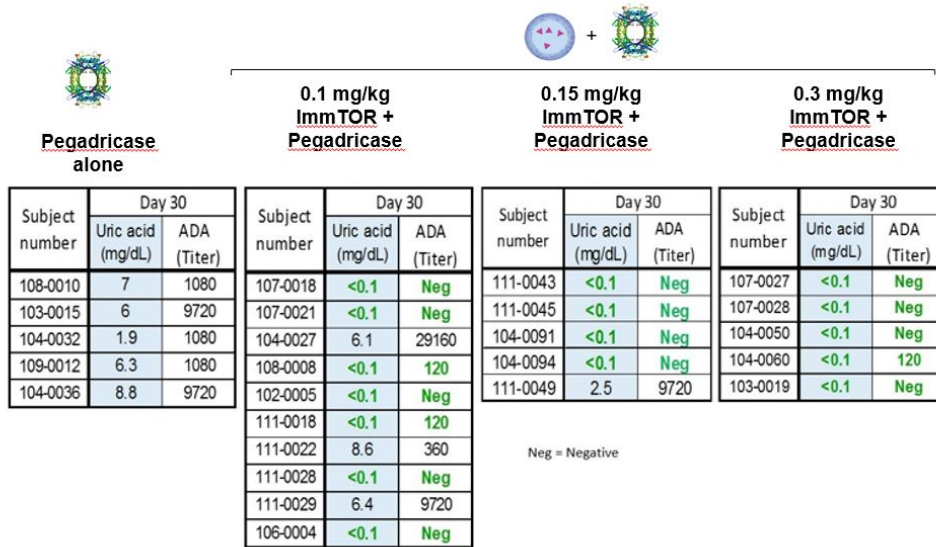 +
Pegadricase
alone
0.1 mg/kg
ImmTOR +
Pegadricase
0.15 mg/kg
ImmTOR +
Pegadricase
0.3 mg/kg
ImmTOR +
Pegadricase
Subject number Day 30
Uric acid (mg/dL) ADA (Titer)
108-0010 7 1080
103-0015 6 9720
104-0032 1.9 1080
109-0012 6.3 1080
104-0036 8.8 9720
Subject number Day 30
Uric acid (mg/dL) ADA (Titer)
107-0018 <0.1 Neg
107-0021 <0.1 Neg
104-0027 6.1 29160
108-0008 <0.1 120
102-0005 <0.1 Neg
111-0018 <0.1 120
111-0022 8.6 360
111-0028 <0.1 Neg
111-0029 6.4 9720
106-0004 <0.1 Neg
Subject number Day 30
Uric acid (mg/dL) ADA (Titer)
111-0043 <0.1 Neg
111-0045 <0.1 Neg
104-0091 <0.1 Neg
104-0094 <0.1 Neg
111-0049 2.5 9720
Subject number Day 30
Uric acid (mg/dL) ADA (Titer)
107-0027 <0.1 Neg
107-0028 <0.1 Neg
104-0050 <0.1 Neg
104-0060 <0.1 120
103-0019 <0.1 Neg
Neg = Negative